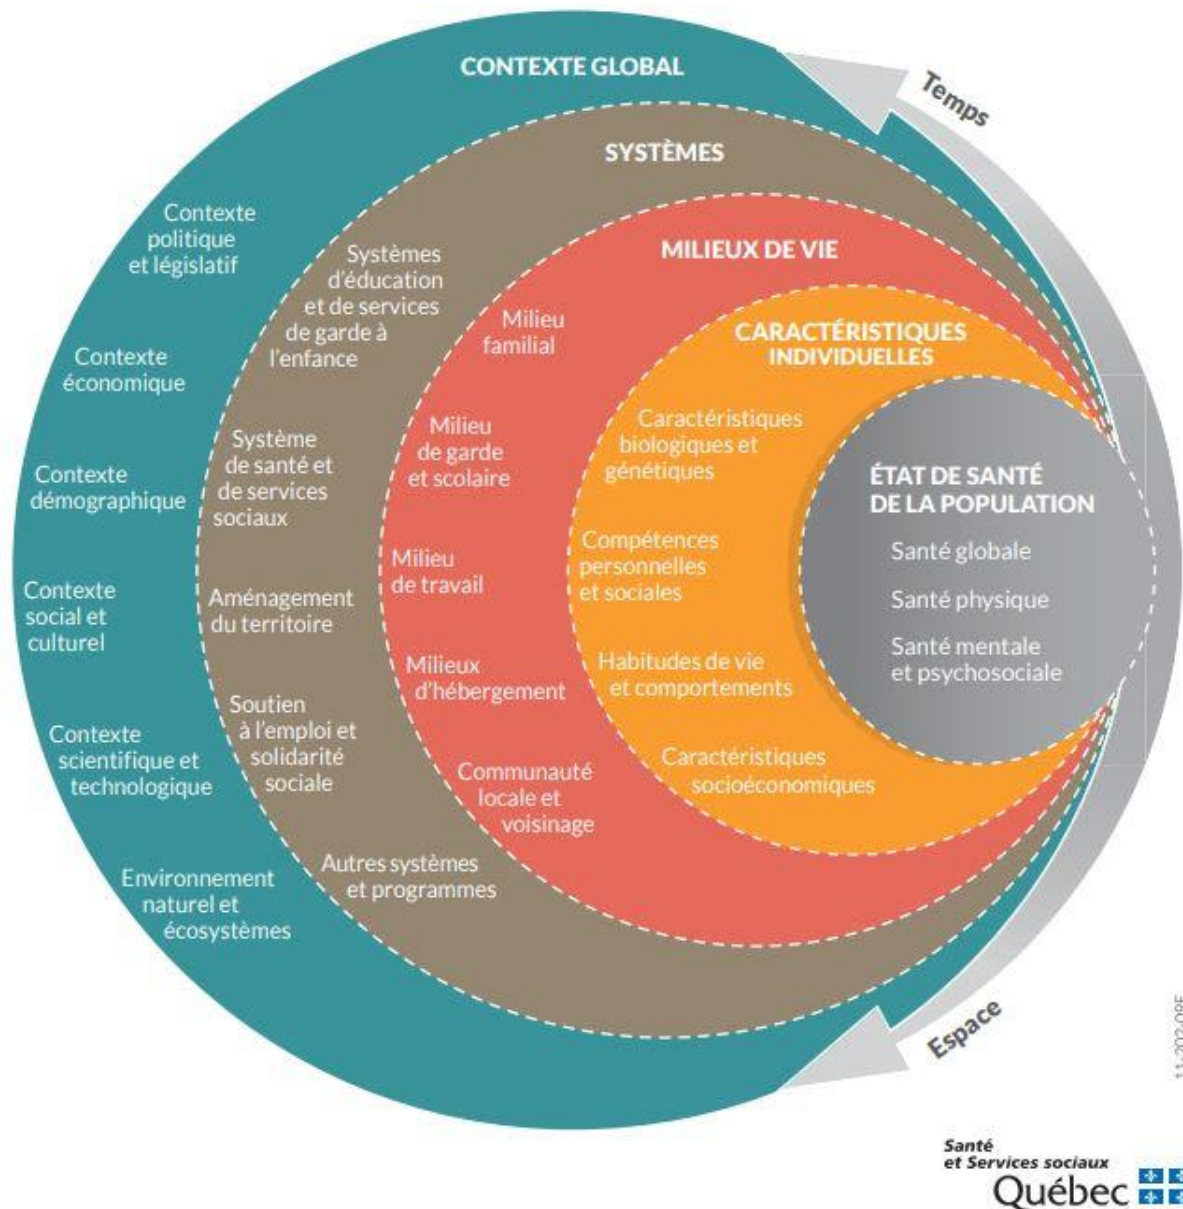 CONTEXTE GLOBAL
Temps
SYSTÈMES
MILIEUX DE VIE
CARACTÉRISTIQUES
INDIVIDUELLES
ÉTAT DE SANTÉ
DE LA POPULATION
Santé globale
Santé physique
Santé mentale
et psychosociale
Contexte
politique
et législatif
Contexte
économique
Contexte
démographique
Contexte
social et
culturel
Contexte
scientifique et
technologique
Environnement
naturel et
écosystèmes
Systèmes
d'éducation
et de services
de garde à
l'enfance
Système
de santé et
de services
sociaux
Aménagement
du territoire
Soutien
à l'emploi et
solidarité
sociale
Autres systèmes
et programmes
Milieu
familial
Milieu
de garde
et scolaire
Milieu
de travail
Milieux
d'hébergement
Communauté
locale et
voisinage
Caractéristiques
biologiques et
génétiques
Compétences
personnelles
et sociales
Habitudes de vie
et comportements
Caractéristiques
socioéconomiques
Espace
Santé
et Services sociaux
Québec